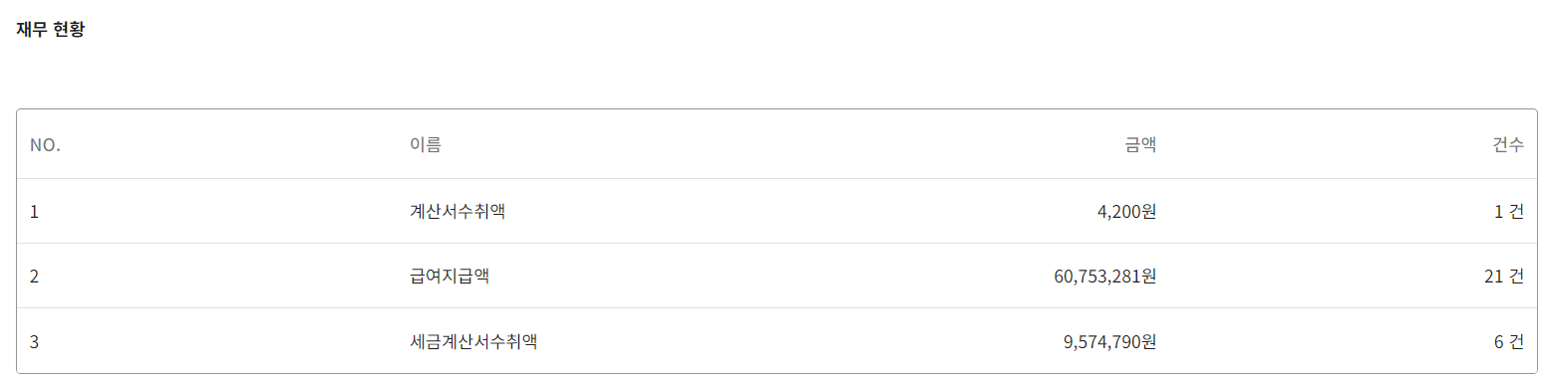 재무 현황
NO. 이름 금액 건수
1 계산서수취액 4,200원 1 건
2 급여지급액 60,753,281원 21 건
3 세금계산서수취액 9,574,790원 6 건